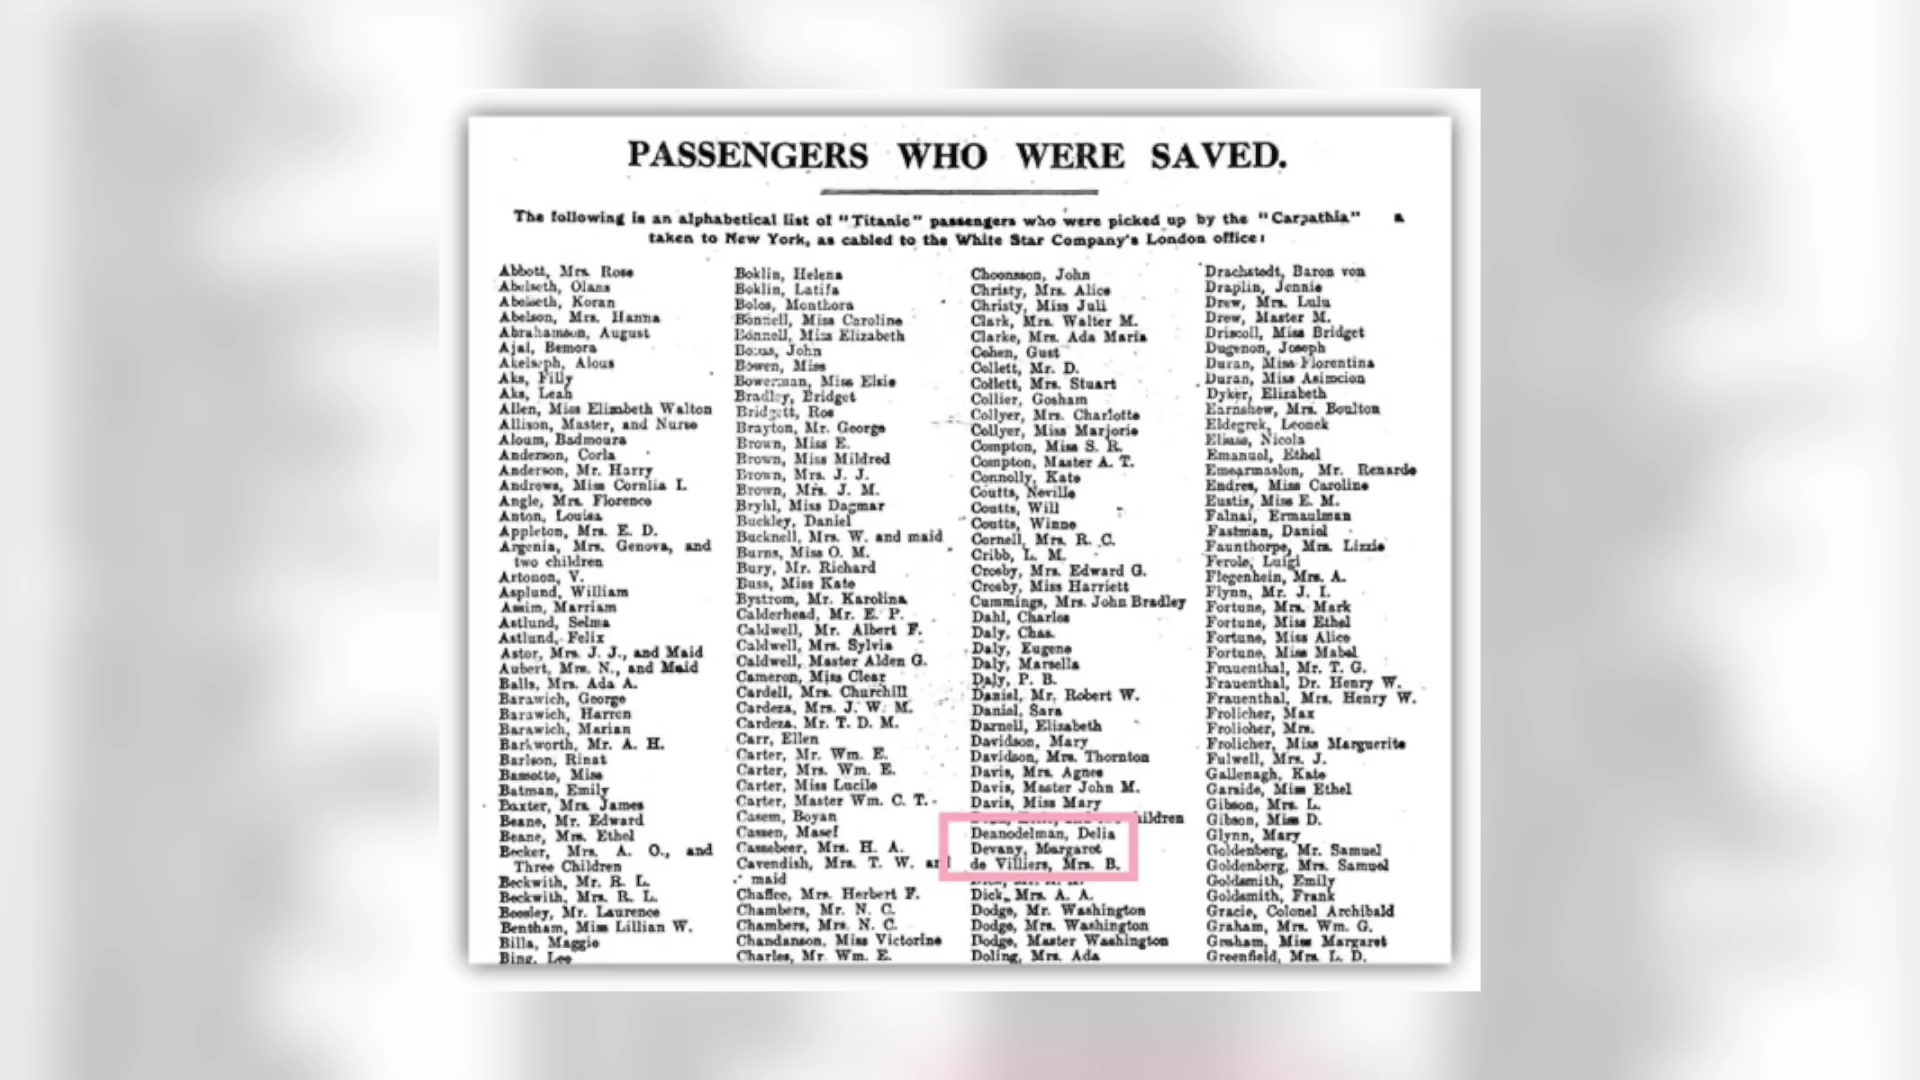 PASSENGERS WHO WERE SAVED.
The following is an alphabetical list of "Titanic" passengers who were picked up by the "Carpathia" a
taken to New York, as cabled to the White Star Company's London office:
Abbott, Mrs. Rose
Abelseth, Olans
Abelseth, Koran
Abelson, Mrs. Hanna
Abrahamson, August
Ajal, Bemora
Akelseph, Alous
Aks, Filly
Aks, Leah
Allen, Miss Elizabeth Walton
Allison, Master, and Nurse
Aloum, Badmoura
Anderson, Corla
Anderson, Mr. Harry
Andrews, Miss Cornlia I.
Angle, Mrs. Florence
Anton, Louisa
Appleton, Mrs. E. D.
Argenia, Mrs. Genova, and
two children
Artonon, V.
Asplund, William
Assim, Marriam
Astlund, Selma
Astlund, Felix
Astor, Mrs. J. J., and Maid
Aubert, Mrs. N., and Maid
Balls, Mrs. Ada A.
Barawich, George
Barawich, Harren
Barawich, Marian
Barkworth, Mr. A. H.
Barlson, Rinat
Bassotte, Miss
Batman, Emily
Baxter, Mrs. James
Beane, Mr. Edward
Beane, Mrs. Ethel
Becker, Mrs. A. O., and
Three Children
Beckwith, Mr. R. L.
Beckwith, Mrs. R. L.
Beesley, Mr. Laurence
Bentham, Miss Lillian W.
Billa, Maggie
Bing, Lee
Boklin, Helena
Boklin, Latifa
Bolos, Monthora
Bonnell, Miss Caroline
Bonnell, Miss Elizabeth
John
Bowen, Miss
Bowerman, Miss Elsie
Bradley, Bridget
Bridgett, Ros
Brayton, Mr. George
Brown, Miss E.
Brown, Miss Mildred
Brown, Mrs. J. J.
Brown, Mrs. J. M.
Bryhl, Miss Dagmar
Buckley, Daniel
Bucknell, Mrs. W. and maid
Burns, Miss O. M.
Bury, Mr. Richard
Buss, Miss Kate
Bystrom, Mr. Karolina
Calderhead, Mr. E. P.
Caldwell, Mr. Albert F.
Caldwell, Mrs. Sylvia
Caldwell, Master Alden G.
Cameron, Miss Clear
Cardell, Mrs. Churchill
Cardeza, Mrs. J. W. M.
Cardeza, Mr. T. D. M.
Carr, Ellen
Carter, Mr. Wm. E.
Carter, Mrs. Wm. E.
Carter, Miss Lucile
Carter, Master Wm. C. T.
Casem, Boyan
Cassen, Masef
Cassebeer, Mrs. H. A.
Cavendish, Mrs. T. W. and
maid
Chaffee, Mrs. Herbert F.
Chambers, Mr. N. C.
Chambers, Mrs. N. C.
Chandanson, Miss Victorine
Charles, Mr. Wm. E.
Choonsson, John
Christy, Mrs. Alice
Christy, Miss Juli
Clark, Mrs. Walter M.
Clarke, Mrs. Ada Maria
Cohen, Gust
Collett, Mr. D.
Collett, Mrs. Stuart
Collier, Gosham
Collyer, Mrs. Charlotte
Collyer, Miss Marjorie
Compton, Miss S. R.
Compton, Master A. T.
Connolly, Kate
Coutts, Neville
Coutts, Will
Coutts, Winne
Cornell, Mrs. R. C.
Cribb, L. M.
Crosby, Mrs. Edward G.
Crosby, Miss Harriett
Cummings, Mrs. John Bradley
Dahl, Charles
Daly, Chas.
Daly, Eugene
Daly, Marsella
Daly, P. B.
Daniel, Mr. Robert W.
Daniel, Sara
Darnell, Elizabeth
Davidson, Mary
Davidson, Mrs. Thornton
Davis, Mrs. Agnes
Davis, Master John M.
Davis, Miss Mary
Deanodelman, Delia
Devany, Margaret
de Villiers, Mrs. B.
Dick, Mrs. A. A.
Dodge, Mr. Washington
Dodge, Mrs. Washington
Dodge, Master Washington
Doling, Mrs. Ada
Drachstedt, Baron von
Draplin, Jennie
Drew, Mrs. Lulu
Drew, Master M.
Driscoll, Miss Bridget
Dugenon, Joseph
Duran, Miss Florentina
Duran, Miss Asimcion
Dyker, Elizabeth
Earnshew, Mrs. Boulton
Eldegrek, Leonek
Eliass, Nicola
Emanuel, Ethel
Emearmaslon, Mr. Renardo
Endres, Miss Caroline
Eustis, Miss E. M.
Falnai, Ermaulman
Fastman, Daniel
Faunthorpe, Mrs. Lizzie
Ferole, Luigi
Flegenhein, Mrs. A.
Flynn, Mr. J. I.
Fortune, Mrs. Mark
Fortune, Miss Ethel
Fortune, Miss Alice
Fortune, Miss Mabel
Frauenthal, Mr. T. G.
Frauenthal, Dr. Henry W.
Frauenthal, Mrs. Henry W.
Frolicher, Max
Frolicher, Mrs.
Frolicher, Miss Marguerite
Fulwell, Mrs. J.
Gallenagh, Kate
Garside, Miss Ethel
Gibson, Mrs. L.
Gibson, Miss D.
Glynn, Mary
Goldenberg, Mr. Samuel
Goldenberg, Mrs. Samuel
Goldsmith, Emily
Goldsmith, Frank
Gracie, Colonel Archibald
Graham, Mrs. Wm. G.
Graham, Miss Margaret
Greenfield, Mrs. L. D.